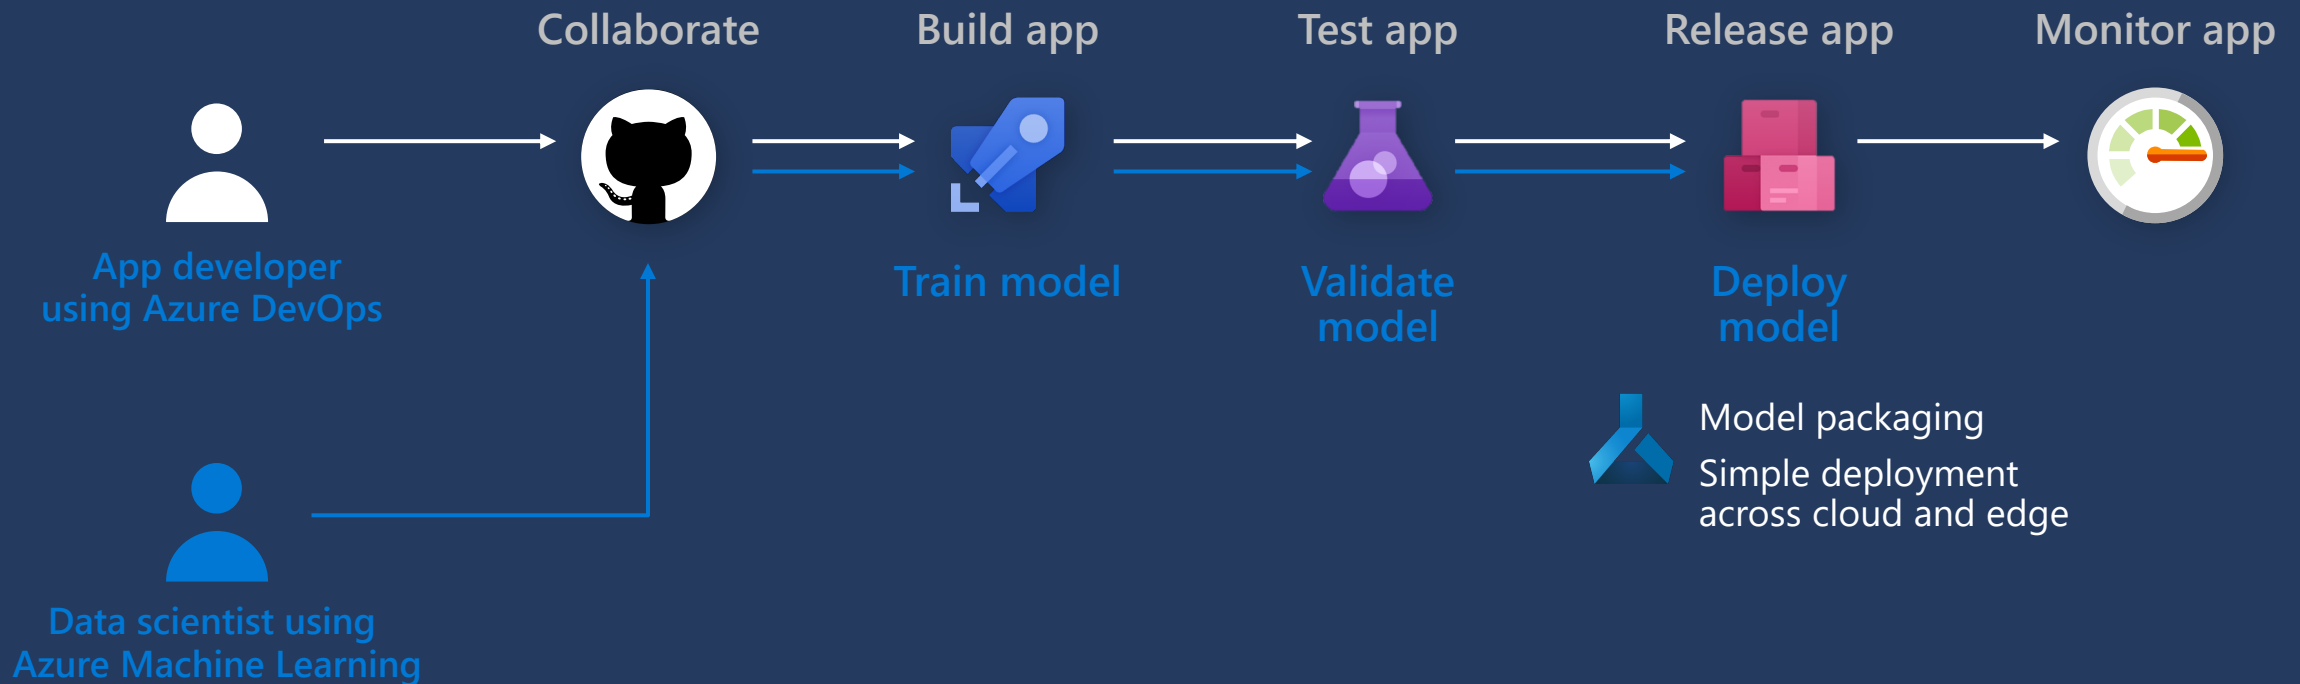 Collaborate
Build app
Test app
Release app
Monitor app
App developer
using Azure DevOps
Train model
Validate
model
Deploy
model
Model packaging
Simple deployment
across cloud and edge
Data scientist using
Azure Machine Learning